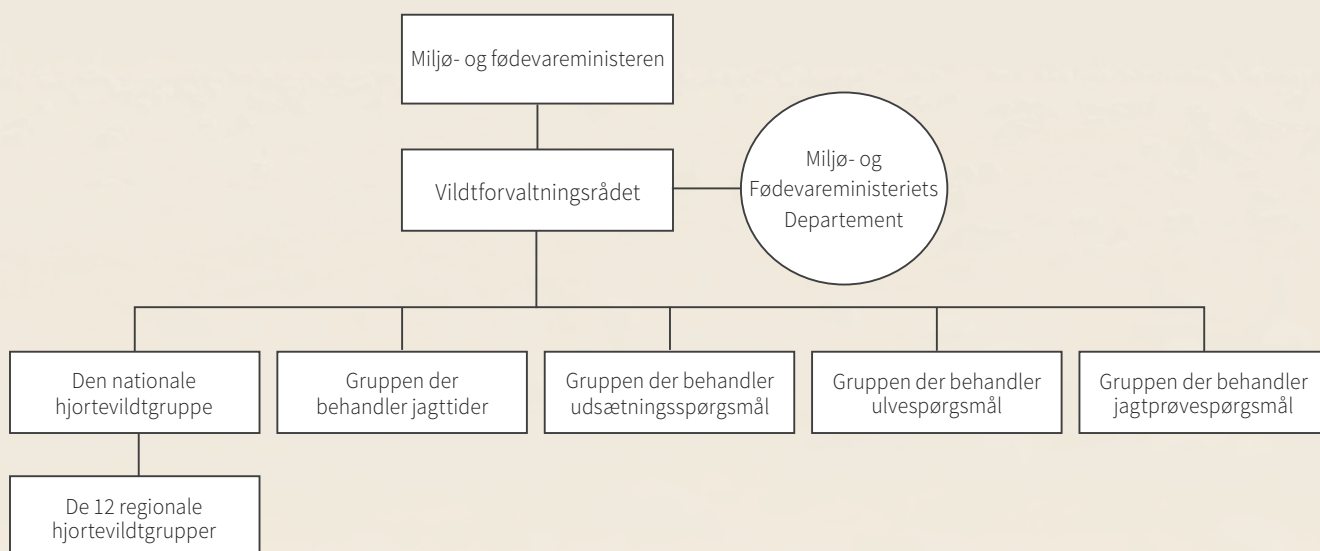 Miljø- og fødevareministeren
Vildtforvaltningsrådet
Miljø- og
Fødevareministeriets
Departement
Den nationale
hjortevildtgruppe
Gruppen der
behandler jagttider
Gruppen der behandler
udsætningsspørgsmål
Gruppen der behandler
ulvespørgsmål
Gruppen der behandler
jagtprøvespørgsmål
De 12 regionale
hjortevildtgrupper